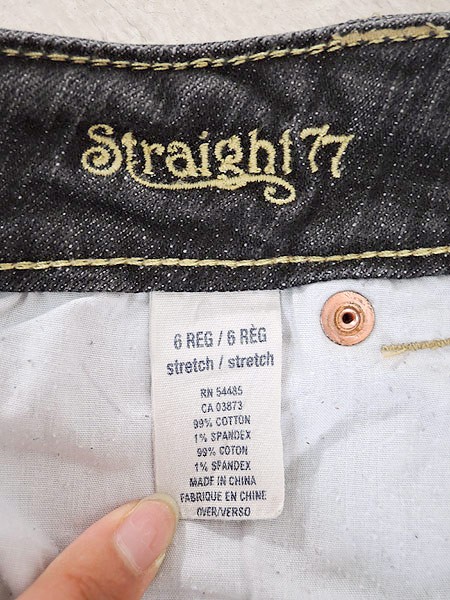 Straight 77
6 REG / 6 RÉG
stretch / stretch
RN 54485
CA 03873
99% COTTON
1% SPANDEX
99% COTON
1% SPANDEX
MADE IN CHINA
FABRIQUE EN CHINE
OVER/VERSO